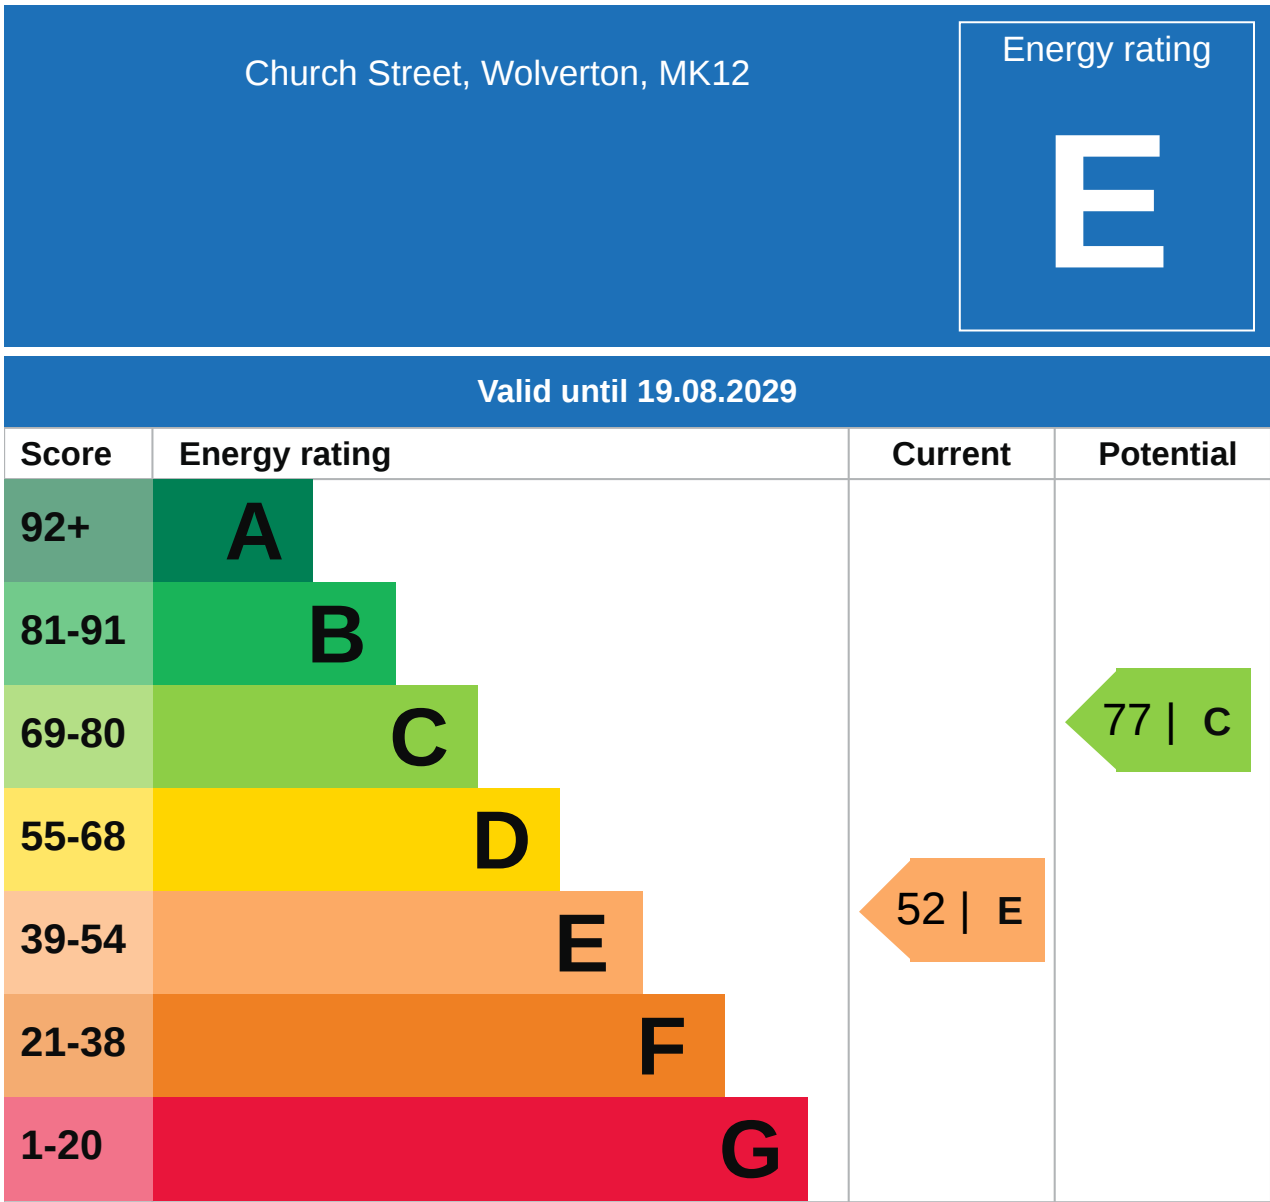 Church Street, Wolverton, MK12
Energy rating
E
Valid until 19.08.2029
Score Energy rating Current Potential
92+ A
81-91 B
69-80 C
77 | C
55-68 D
39-54 E
52 | E
21-38 F
1-20 G